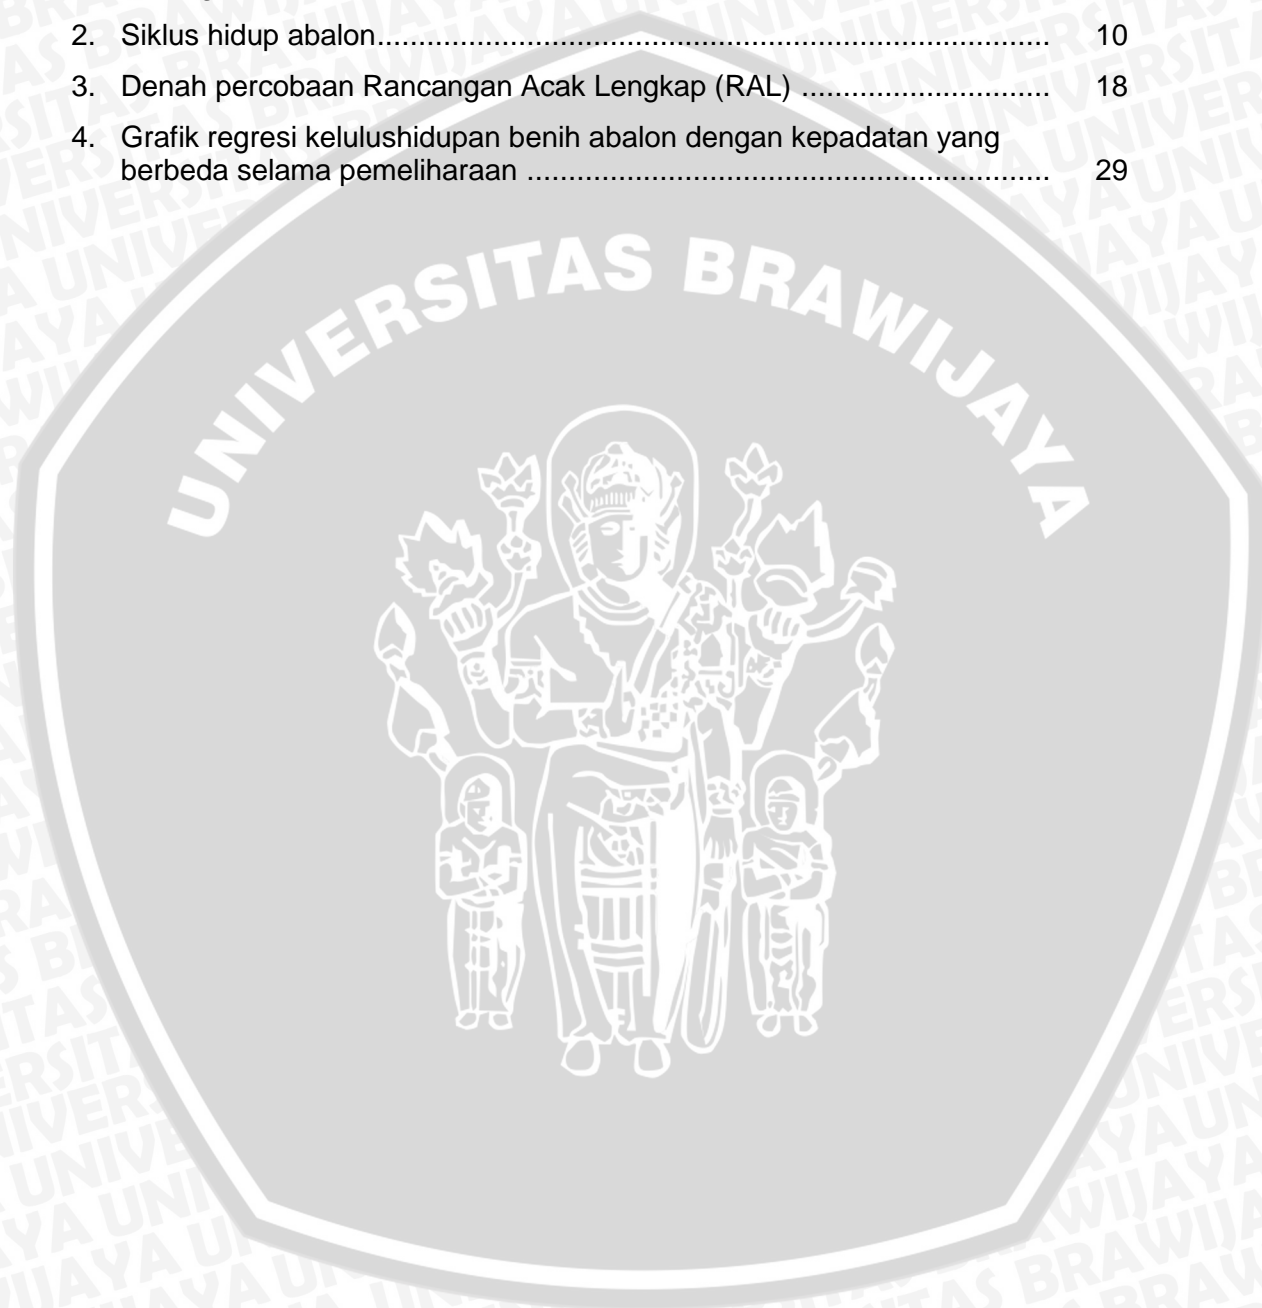 2. Siklus hidup abalon.................................................................................. 10
3. Denah percobaan Rancangan Acak Lengkap (RAL) .............................. 18
4. Grafik regresi kelulushidupan benih abalon dengan kepadatan yang
berbeda selama pemeliharaan ............................................................... 29
UNIVERSITAS BRAWIJAYA